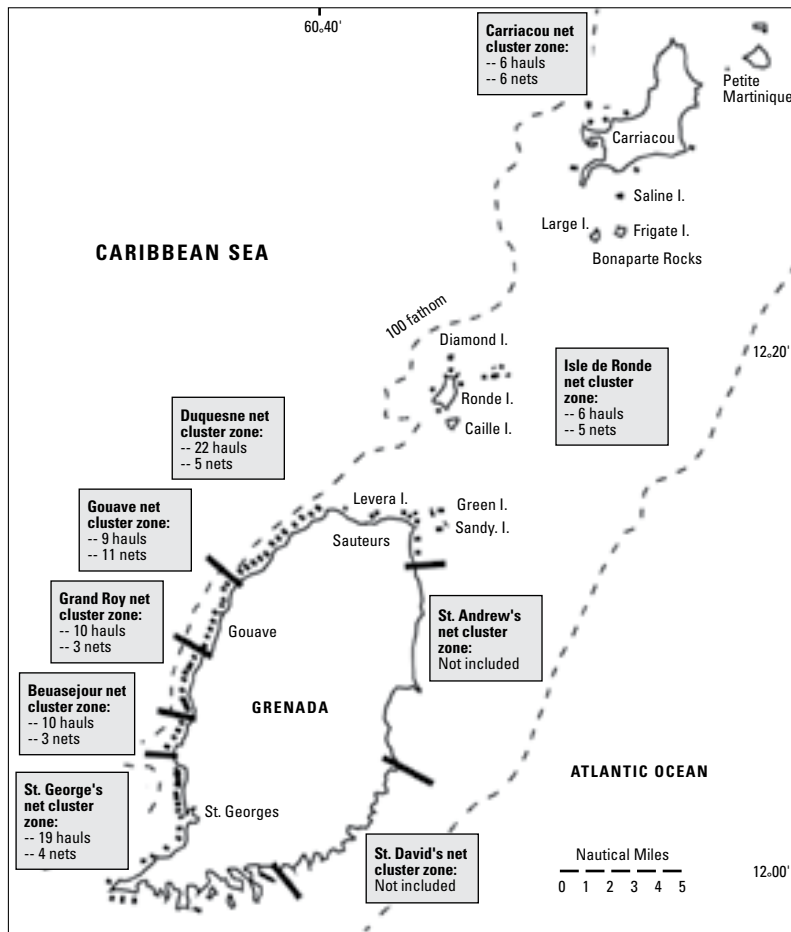 60°40'
Carriacou net
cluster zone:
-- 6 hauls
-- 6 nets
Petite
Martinique
Carriacou
Saline I.
Large I.
Frigate I.
Bonaparte Rocks
CARIBBEAN SEA
100 fathom
Diamond I.
12°20'
Isle de Ronde
net cluster
zone:
-- 6 hauls
-- 5 nets
Ronde I.
Caille I.
Duquesne net
cluster zone:
-- 22 hauls
-- 5 nets
Levera I.
Green I.
Sandy. I.
Sauteurs
Gouave net
cluster zone:
-- 9 hauls
-- 11 nets
Grand Roy net
cluster zone:
-- 10 hauls
-- 3 nets
Gouave
St. Andrew's
net cluster
zone:
Not included
Beuasejour net
cluster zone:
-- 10 hauls
-- 3 nets
GRENADA
ATLANTIC OCEAN
St. George's
net cluster
zone:
-- 19 hauls
-- 4 nets
St. Georges
St. David's net
cluster zone:
Not included
Nautical Miles
0 1 2 3 4 5
12°00'